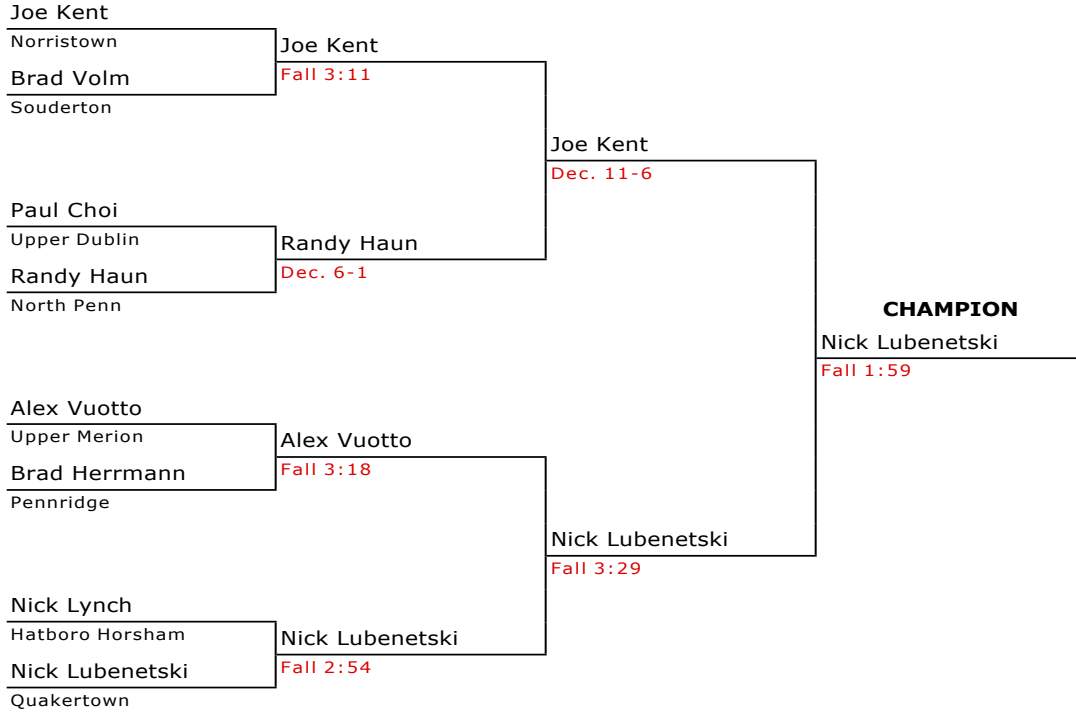 Joe Kent
Norristown
Joe Kent
Fall 3:11
Brad Volm
Souderton
Joe Kent
Dec. 11-6
Paul Choi
Upper Dublin
Randy Haun
Dec. 6-1
Randy Haun
North Penn
CHAMPION
Nick Lubenetski
Fall 1:59
Alex Vuotto
Upper Merion
Alex Vuotto
Fall 3:18
Brad Herrmann
Pennridge
Nick Lubenetski
Fall 3:29
Nick Lynch
Hatboro Horsham
Nick Lubenetski
Fall 2:54
Nick Lubenetski
Quakertown